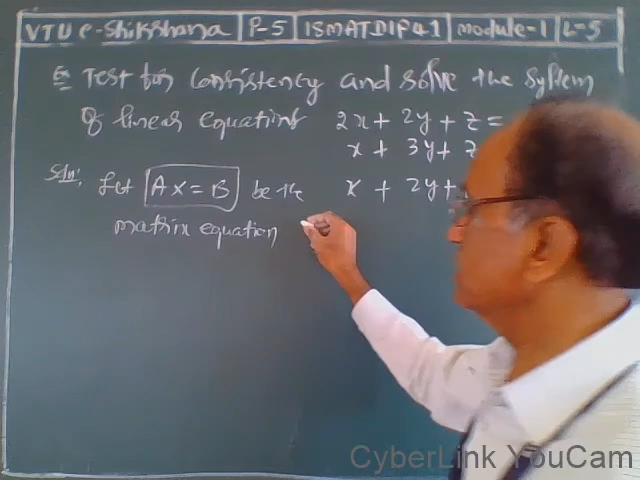 VTU e-Shikshana P-5 18MATDIP41 module-1 L-5
Ex Test for Consistency and solve the system
of linear equations 2x + 2y + z =
x + 3y + z
Soln: Let AX = B be the x + 2y +
matrix equation
CyberLink YouCam